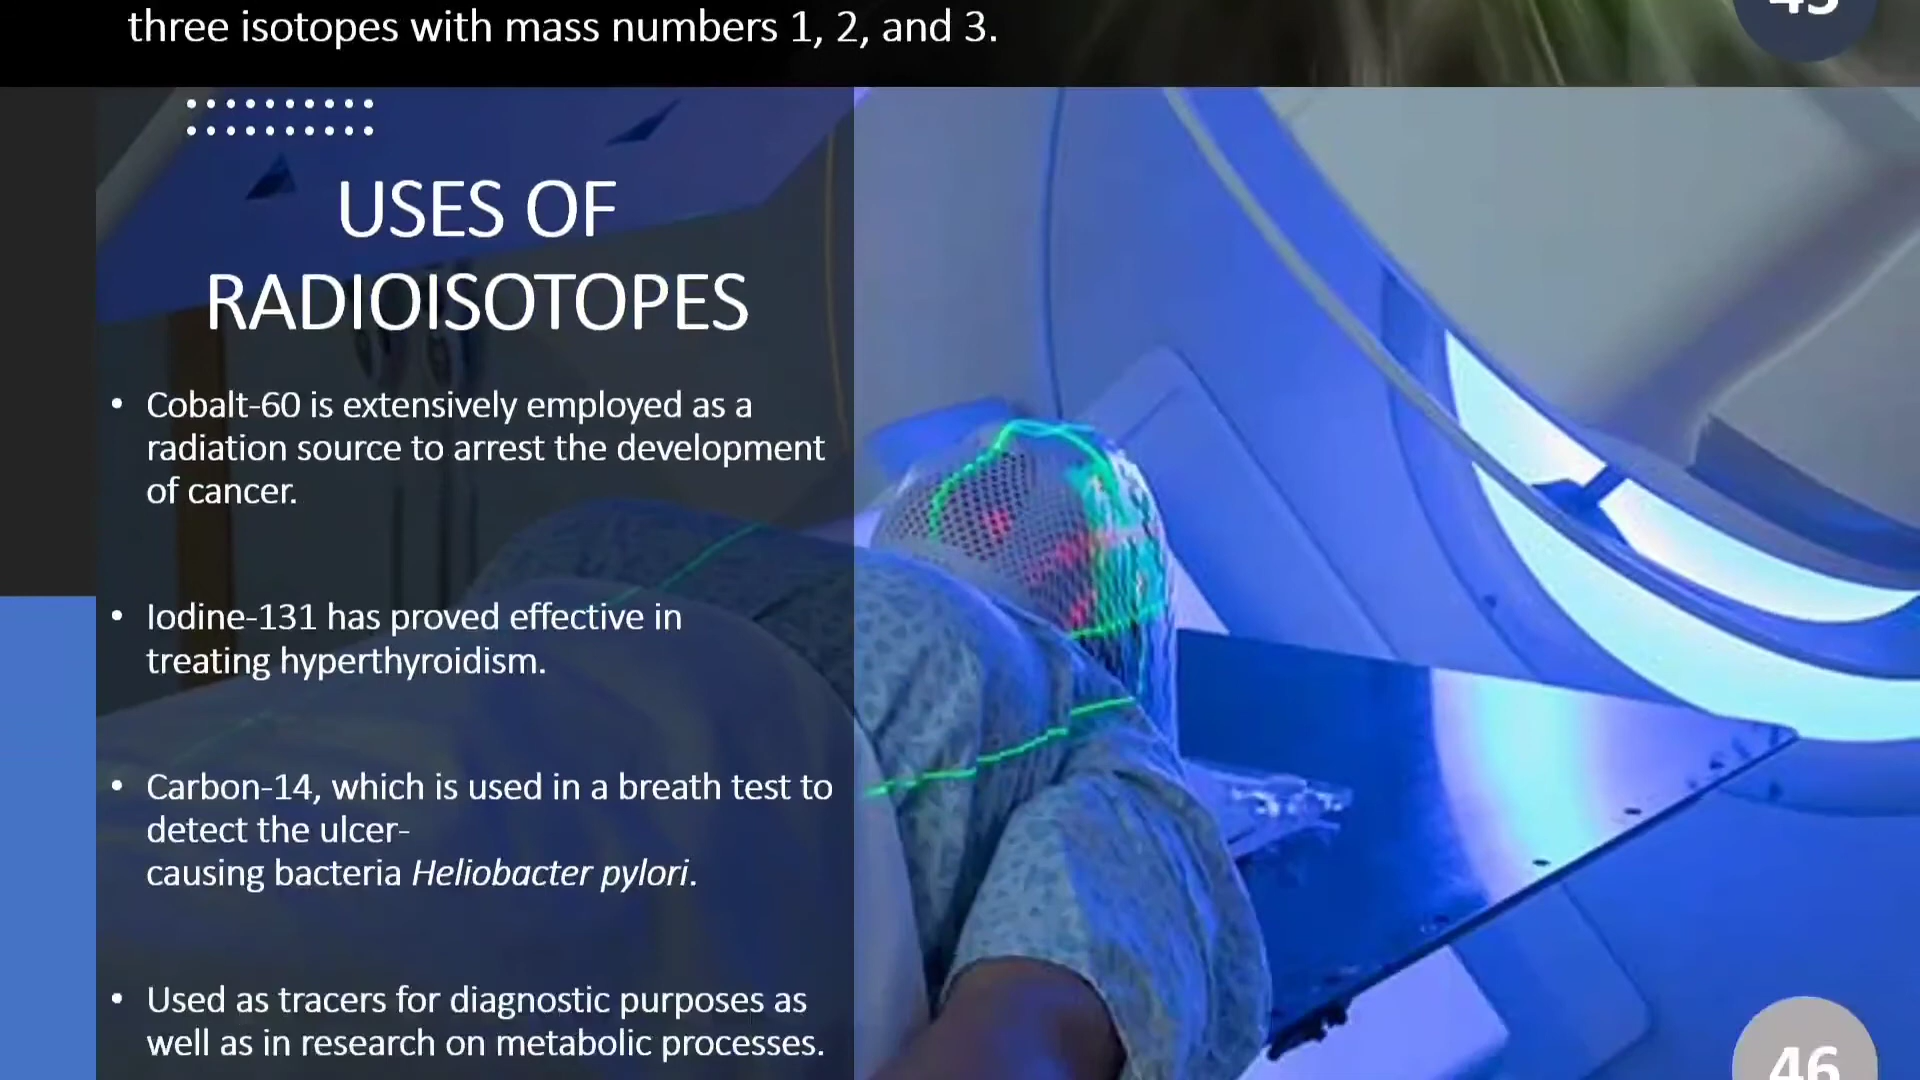 three isotopes with mass numbers 1, 2, and 3.
45
USES OF
RADIOISOTOPES
• Cobalt-60 is extensively employed as a
radiation source to arrest the development
of cancer.
• Iodine-131 has proved effective in
treating hyperthyroidism.
• Carbon-14, which is used in a breath test to
detect the ulcer-
causing bacteria Heliobacter pylori.
• Used as tracers for diagnostic purposes as
well as in research on metabolic processes.
46